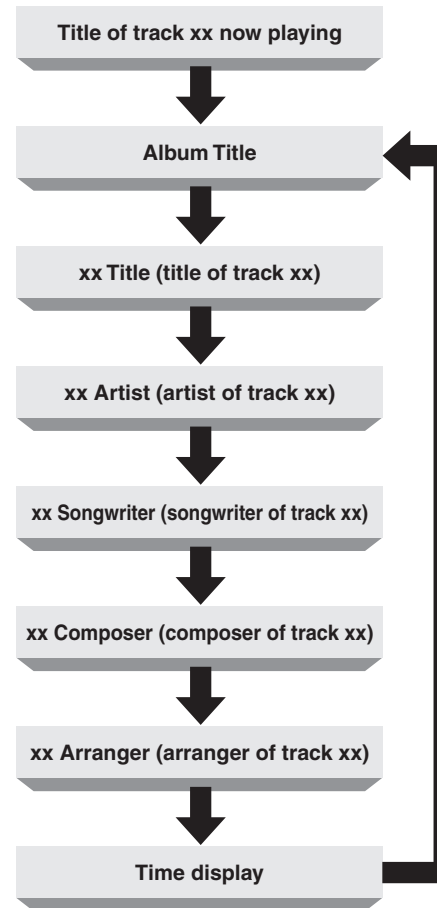 Title of track xx now playing
Album Title
xx Title (title of track xx)
xx Artist (artist of track xx)
xx Songwriter (songwriter of track xx)
xx Composer (composer of track xx)
xx Arranger (arranger of track xx)
Time display